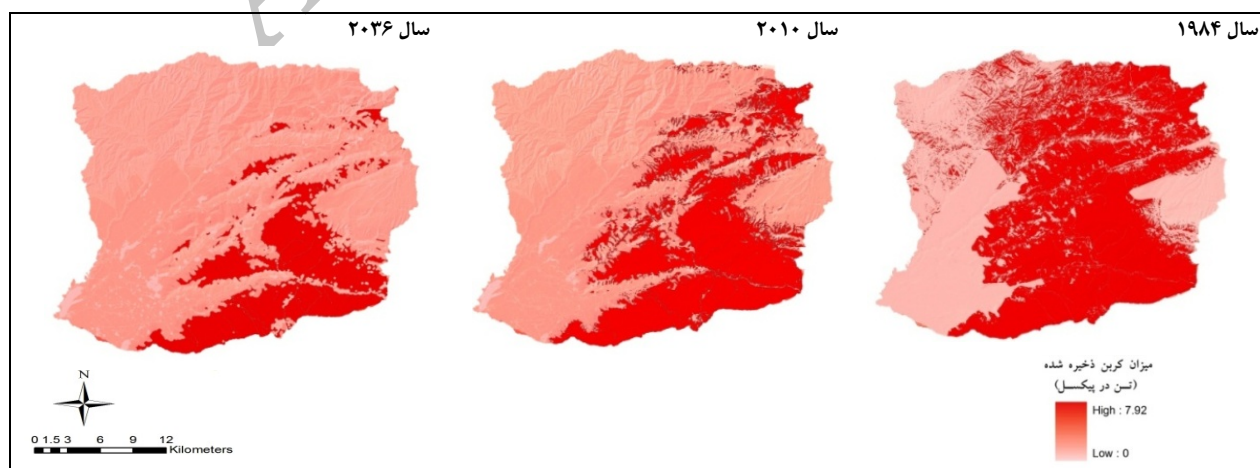 سال ۱۹۸۴
سال ۲۰۱۰
سال ۲۰۳۶
میزان کربن ذخیره شده
(تـن در پیکـسل)
High : 7.92
Low : 0
N
0 1.5 3 6 9 12
Kilometers